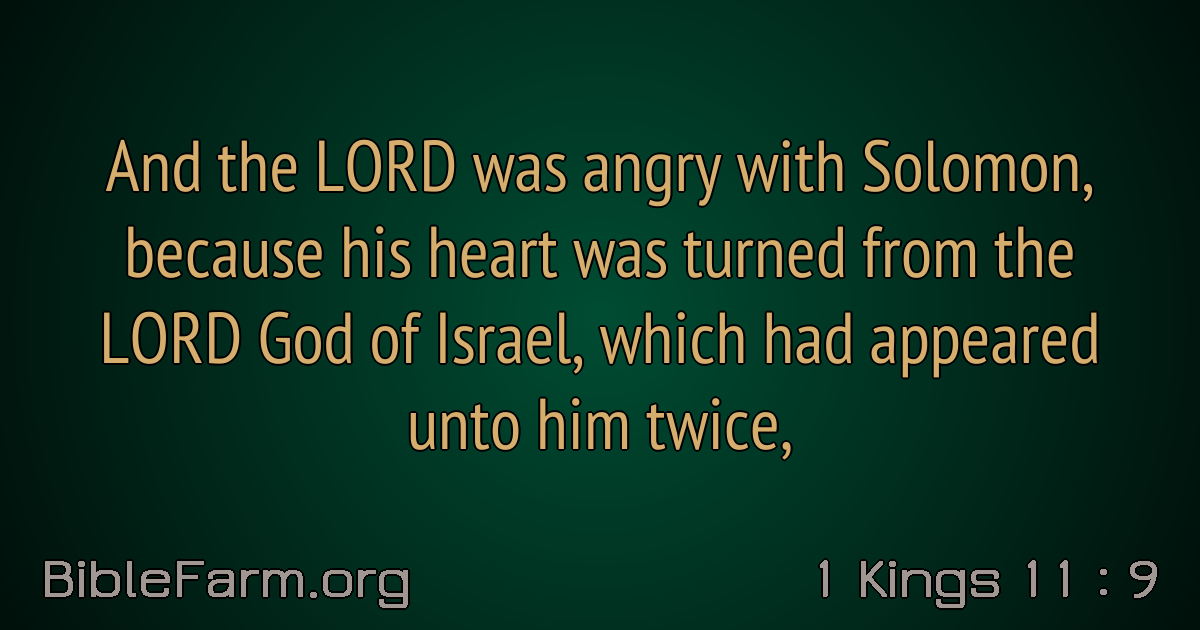 And the LORD was angry with Solomon,
because his heart was turned from the
LORD God of Israel, which had appeared
unto him twice,
BibleFarm.org
1 Kings 11 : 9